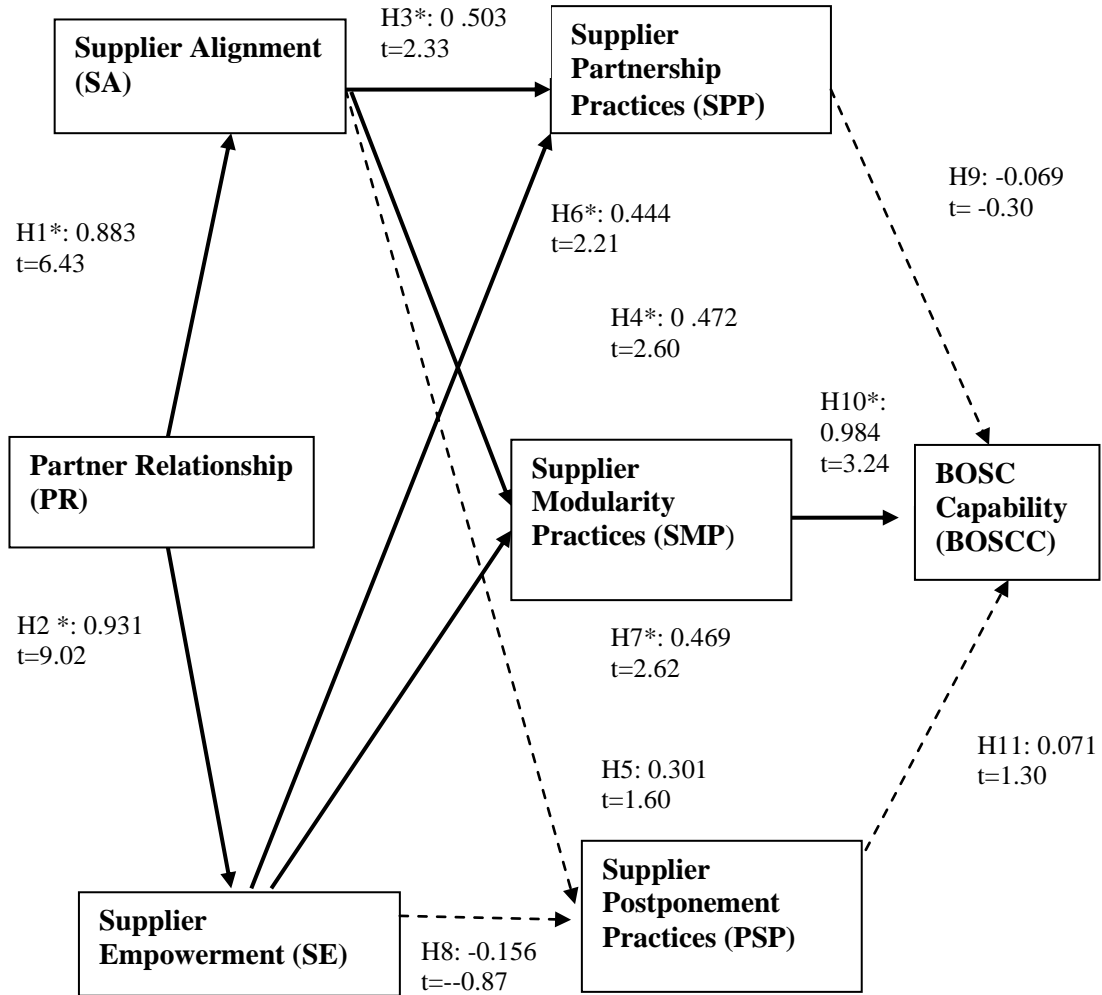 H3*: 0 .503
t=2.33
Supplier Alignment
(SA)
Supplier
Partnership
Practices (SPP)
H9: -0.069
t= -0.30
H1*: 0.883
t=6.43
H6*: 0.444
t=2.21
H4*: 0 .472
t=2.60
H10*:
0.984
t=3.24
Partner Relationship
(PR)
Supplier
Modularity
Practices (SMP)
BOSC
Capability
(BOSCC)
H2 *: 0.931
t=9.02
H7*: 0.469
t=2.62
H5: 0.301
t=1.60
H11: 0.071
t=1.30
Supplier
Empowerment (SE)
H8: -0.156
t=--0.87
Supplier
Postponement
Practices (PSP)